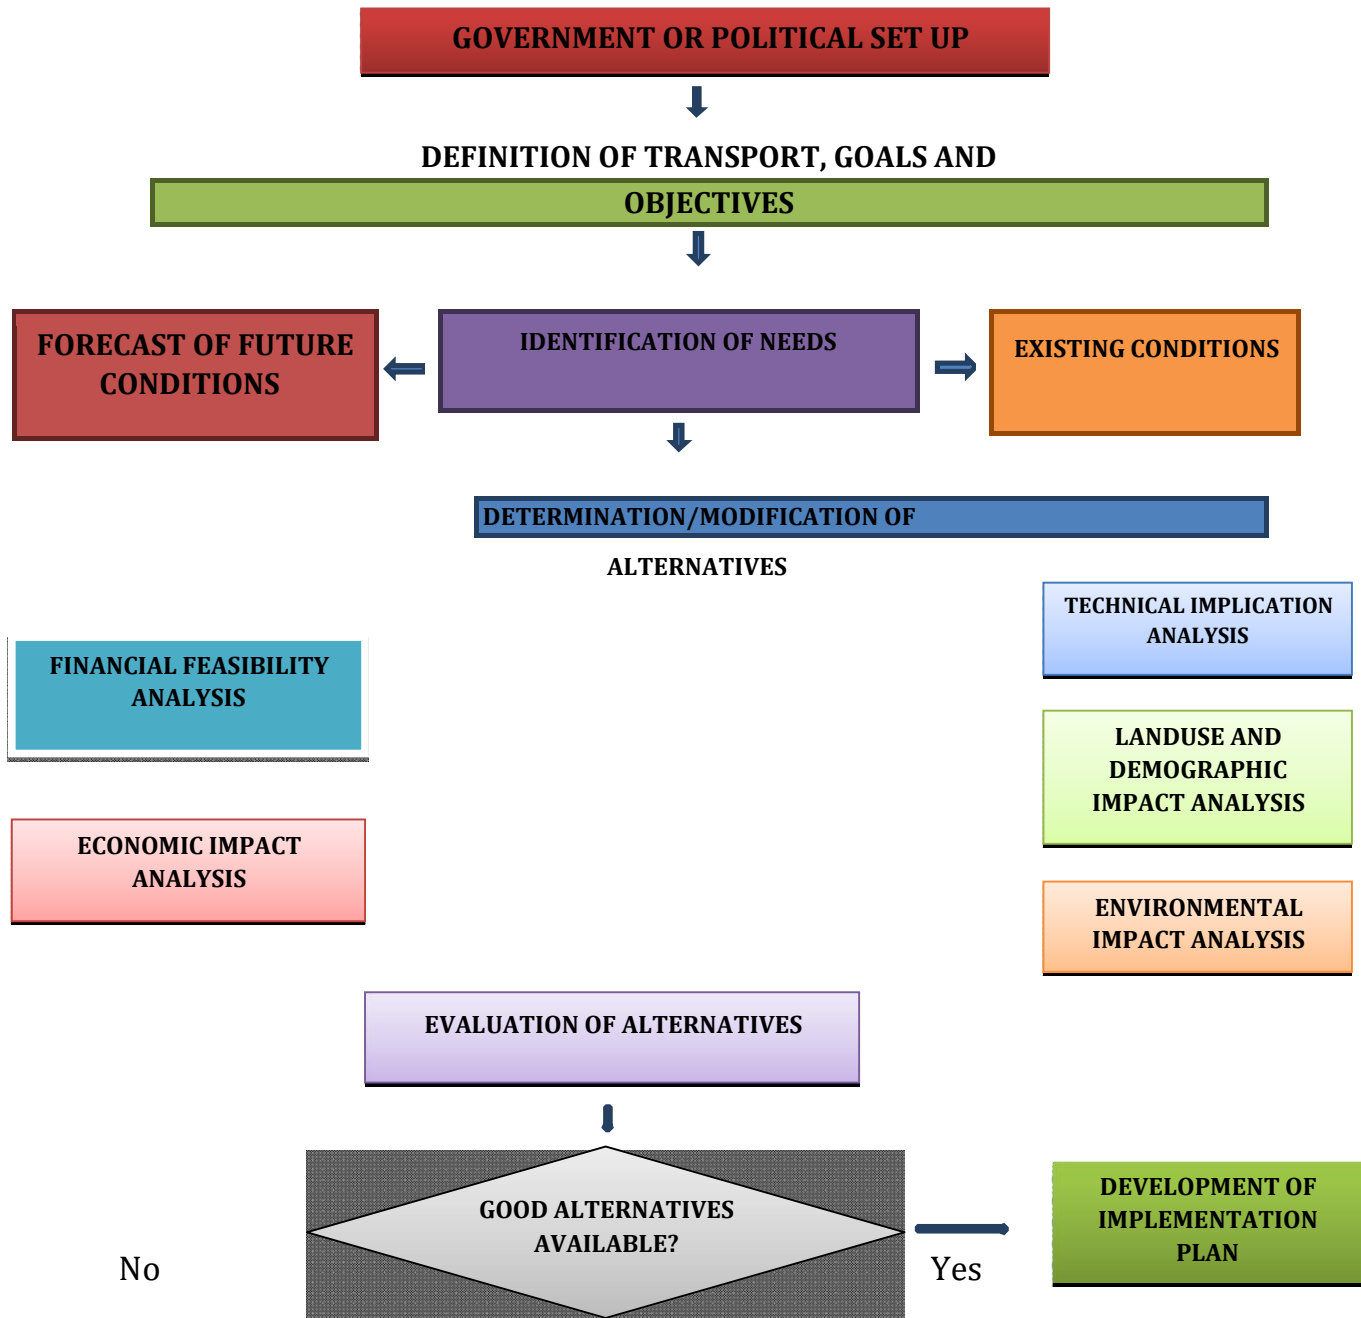 GOVERNMENT OR POLITICAL SET UP
DEFINITION OF TRANSPORT, GOALS AND
OBJECTIVES
FORECAST OF FUTURE
CONDITIONS
IDENTIFICATION OF NEEDS
EXISTING CONDITIONS
DETERMINATION/MODIFICATION OF
ALTERNATIVES
TECHNICAL IMPLICATION
ANALYSIS
FINANCIAL FEASIBILITY
ANALYSIS
LANDUSE AND
DEMOGRAPHIC
IMPACT ANALYSIS
ECONOMIC IMPACT
ANALYSIS
ENVIRONMENTAL
IMPACT ANALYSIS
EVALUATION OF ALTERNATIVES
GOOD ALTERNATIVES
AVAILABLE?
DEVELOPMENT OF
IMPLEMENTATION
PLAN
No
Yes